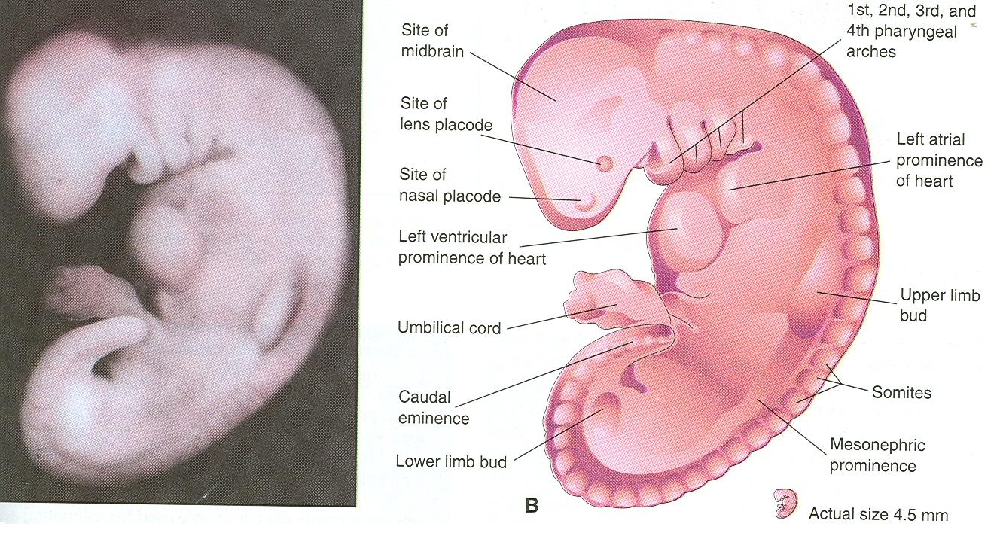 Site of
midbrain
Site of
lens placode
Site of
nasal placode
Left ventricular
prominence of heart
Umbilical cord
Caudal
eminence
Lower limb bud
B
1st, 2nd, 3rd, and
4th pharyngeal
arches
Left atrial
prominence
of heart
Upper limb
bud
Somites
Mesonephric
prominence
Actual size 4.5 mm